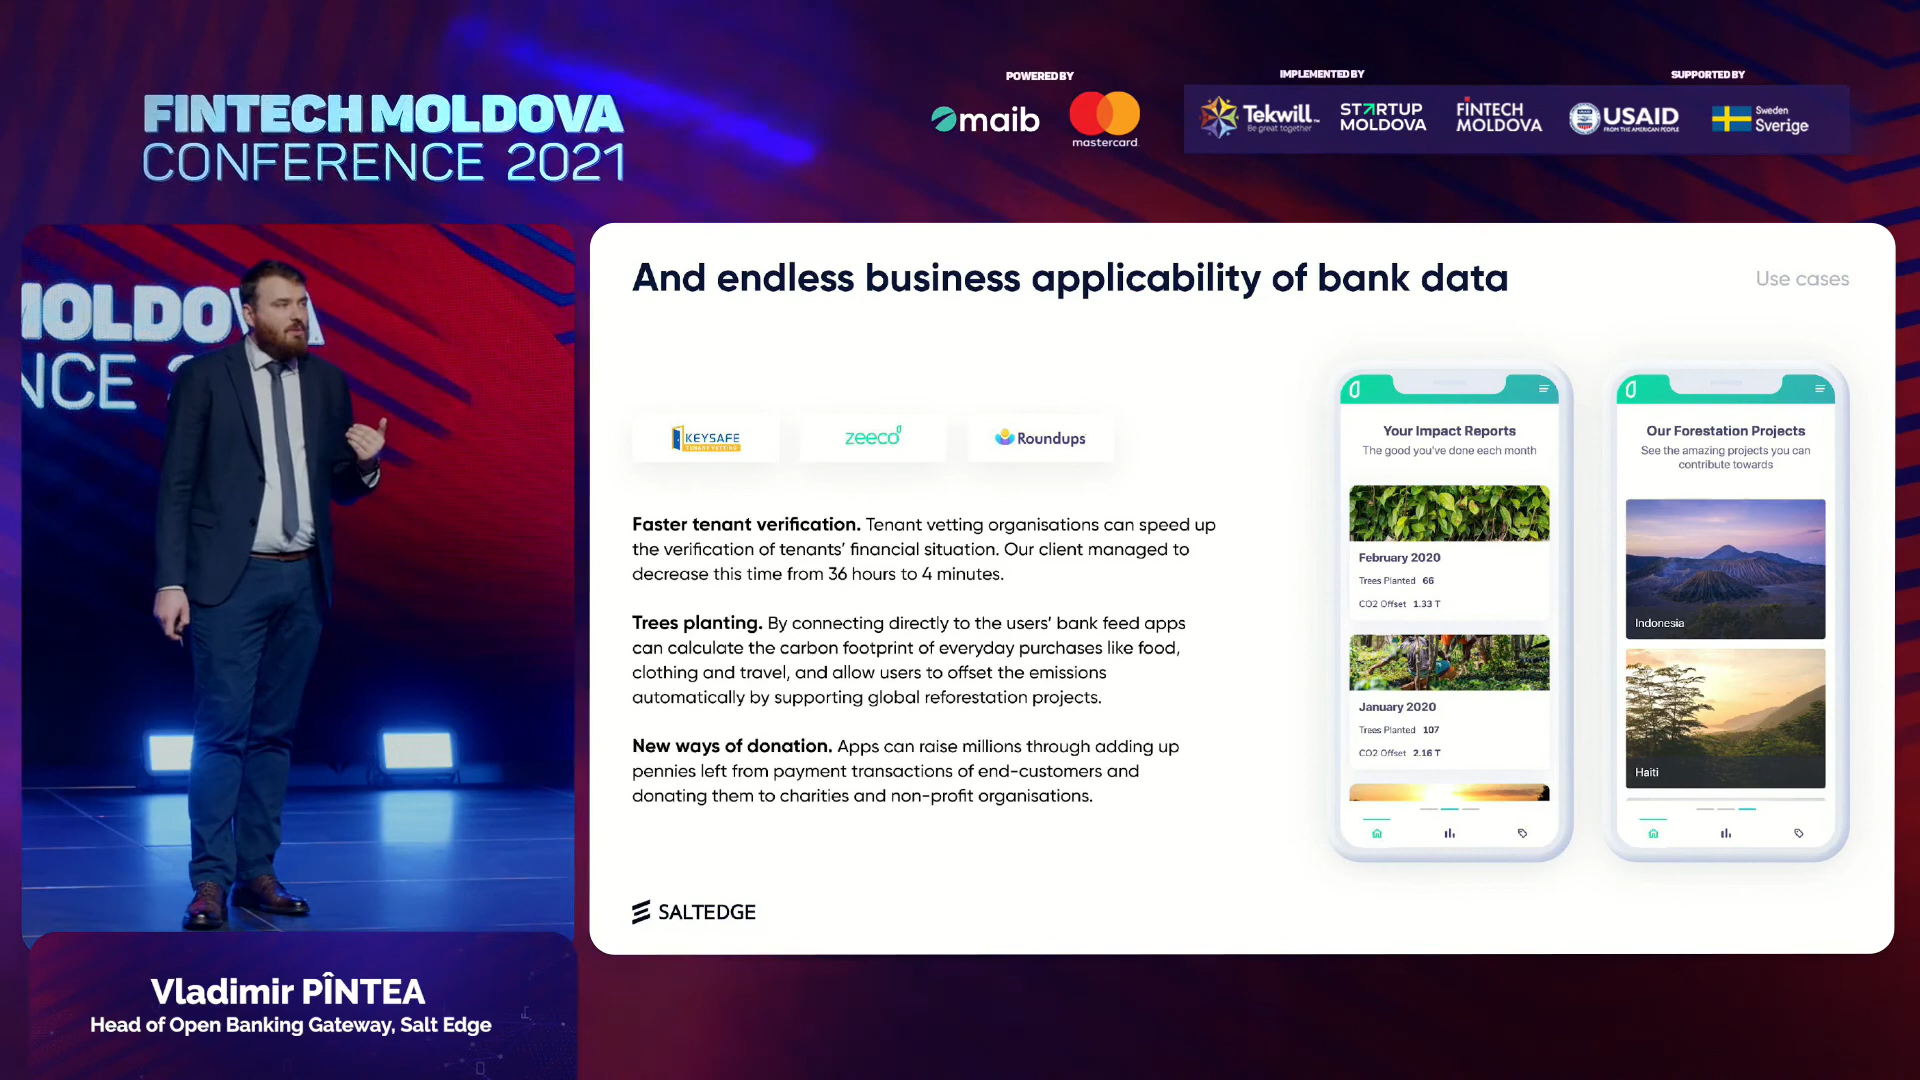 FINTECH MOLDOVA
CONFERENCE 2021
POWERED BY
maib
mastercard
IMPLEMENTED BY
SUPPORTED BY
Tekwill
Be great together
STARTUP
MOLDOVA
FINTECH
MOLDOVA
USAID
FROM THE AMERICAN PEOPLE
Sweden
Sverige
MOLDOV
NCE 2
And endless business applicability of bank data
Use cases
KEYSAFE
TENANT VETTING
zeeco
Roundups
Faster tenant verification. Tenant vetting organisations can speed up
the verification of tenants’ financial situation. Our client managed to
decrease this time from 36 hours to 4 minutes.
Trees planting. By connecting directly to the users’ bank feed apps
can calculate the carbon footprint of everyday purchases like food,
clothing and travel, and allow users to offset the emissions
automatically by supporting global reforestation projects.
New ways of donation. Apps can raise millions through adding up
pennies left from payment transactions of end-customers and
donating them to charities and non-profit organisations.
SALTEDGE
Your Impact Reports
The good you've done each month
February 2020
Trees Planted 66
CO2 Offset 1.33 T
January 2020
Trees Planted 107
CO2 Offset 2.16 T
Our Forestation Projects
See the amazing projects you can
contribute towards
Indonesia
Haiti
Vladimir PÎNTEA
Head of Open Banking Gateway, Salt Edge